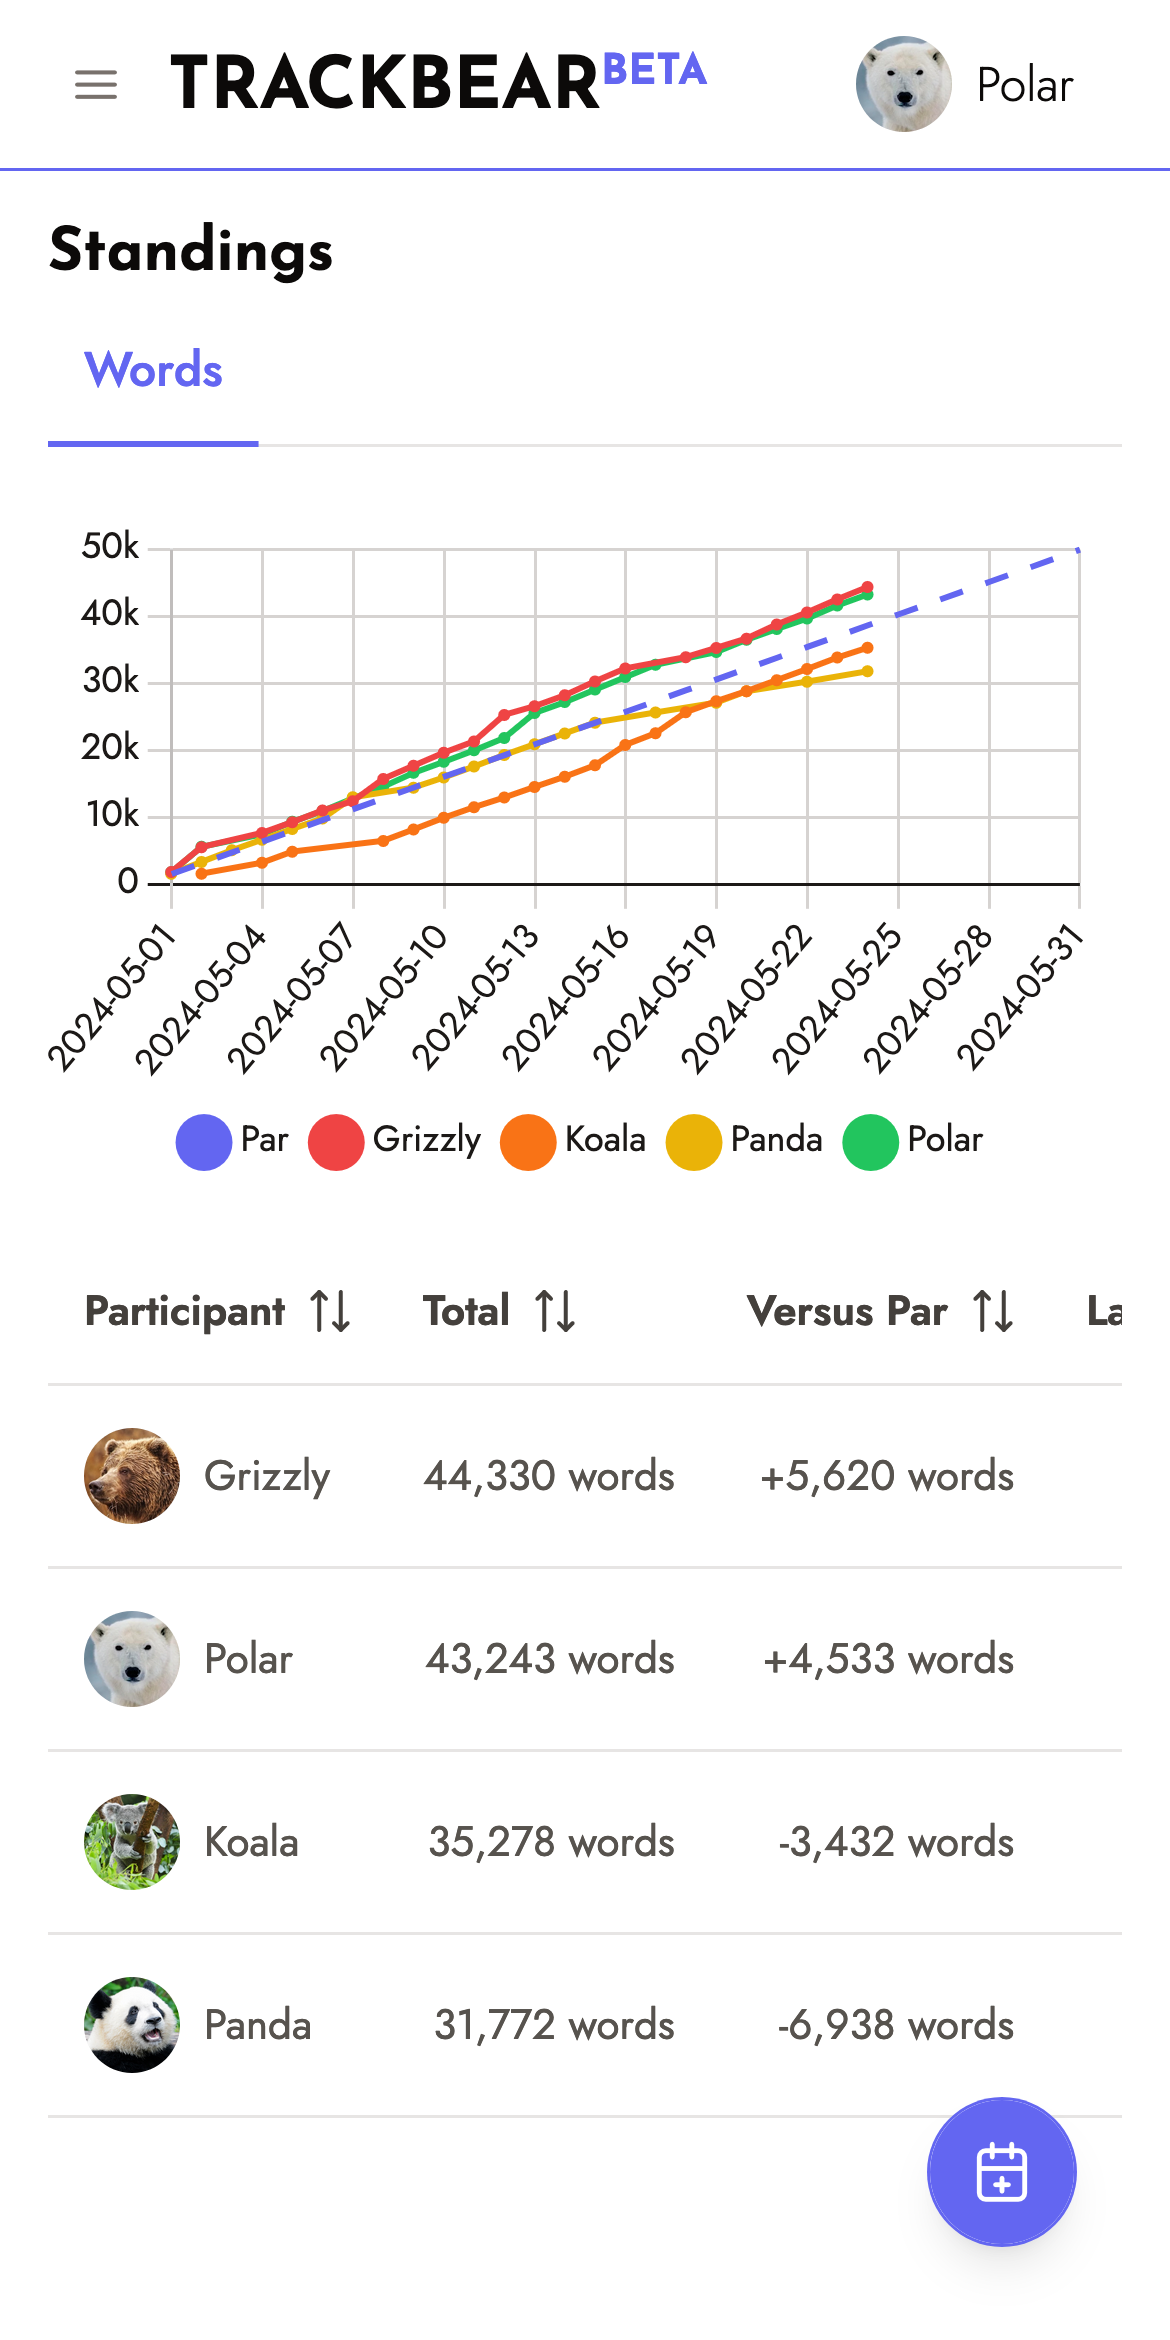 TRACKBEAR BETA
Polar
Standings
Words
50k
40k
30k
20k
10k
0
2024-05-01 2024-05-04 2024-05-07 2024-05-10 2024-05-13 2024-05-16 2024-05-19 2024-05-22 2024-05-25 2024-05-28 2024-05-31
Par Grizzly Koala Panda Polar
Participant Total Versus Par La
Grizzly 44,330 words +5,620 words
Polar 43,243 words +4,533 words
Koala 35,278 words -3,432 words
Panda 31,772 words -6,938 words